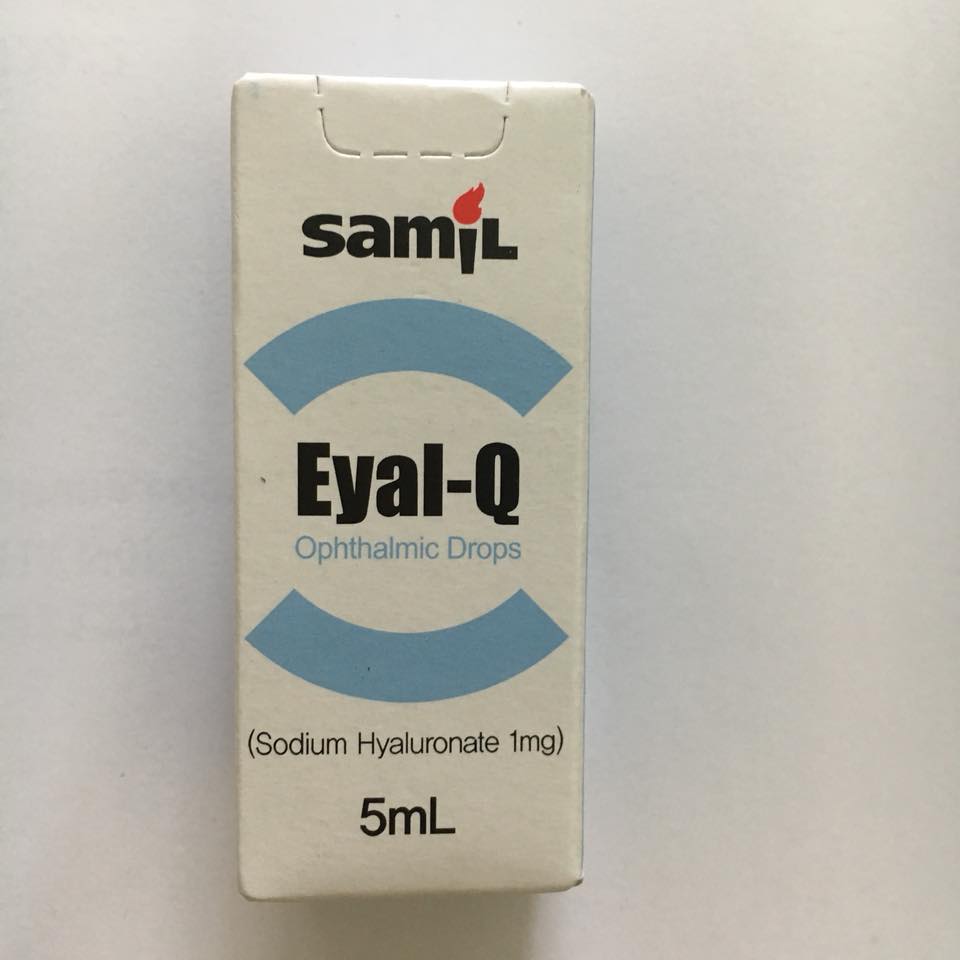 samiL
Eyal-Q
Ophthalmic Drops
(Sodium Hyaluronate 1mg)
5mL